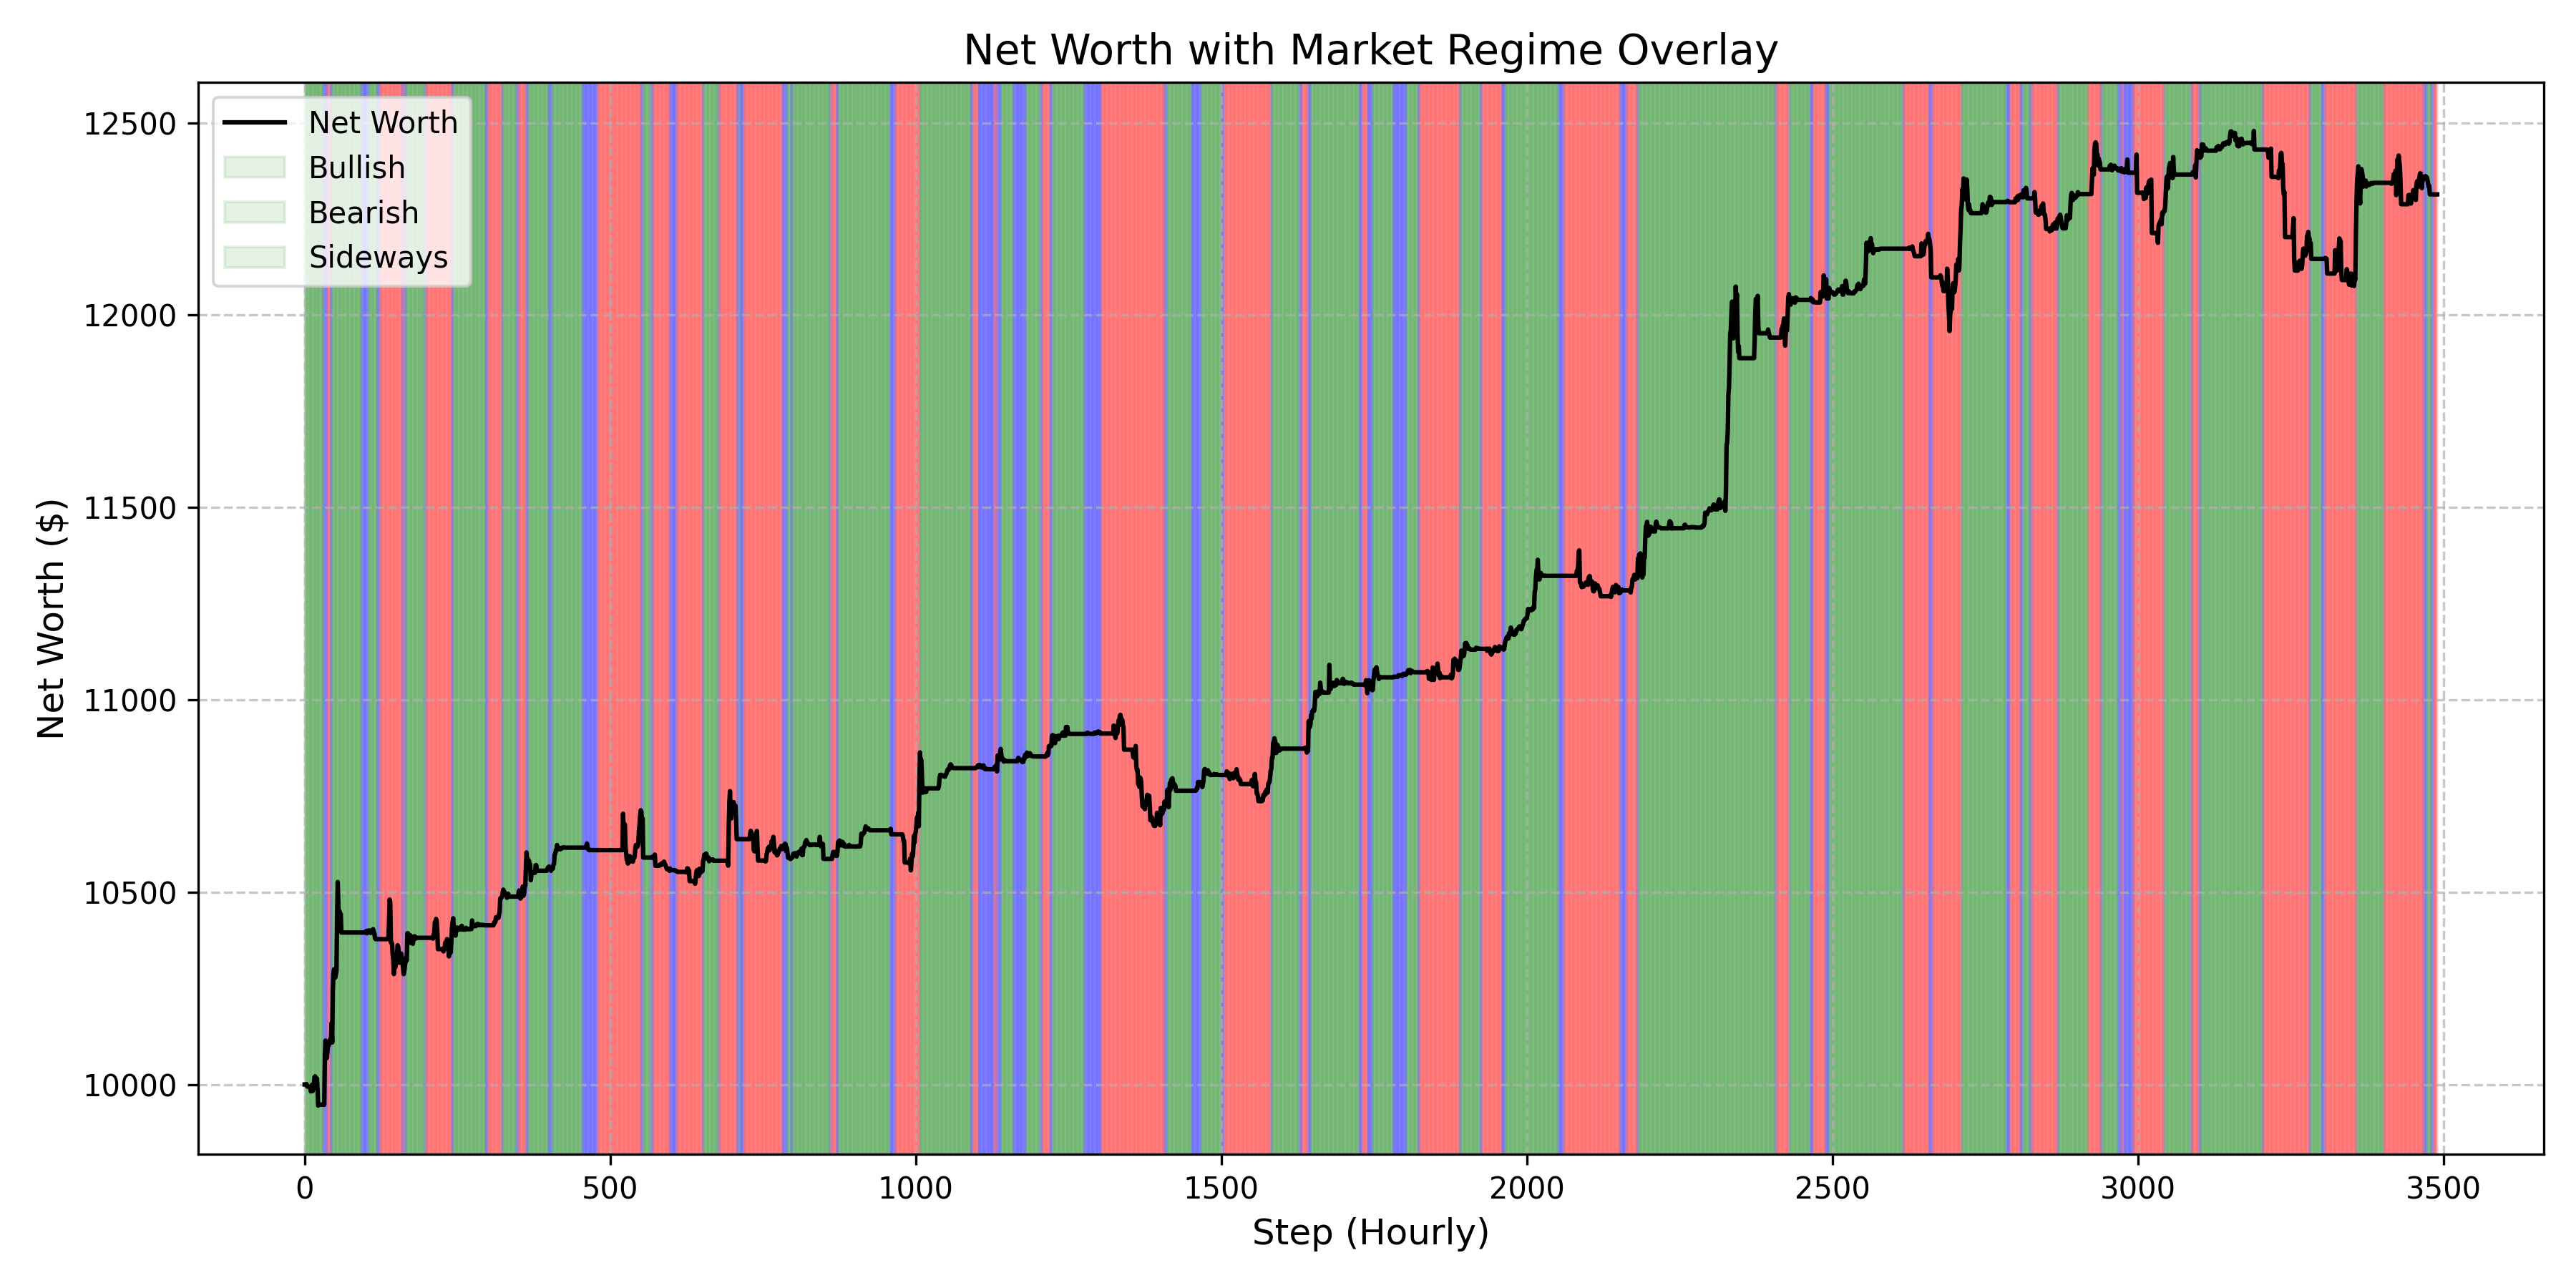 Net Worth with Market Regime Overlay
Net Worth
Bullish
Bearish
Sideways
Net Worth ($)
12500
12000
11500
11000
10500
10000
0 500 1000 1500 2000 2500 3000 3500
Step (Hourly)